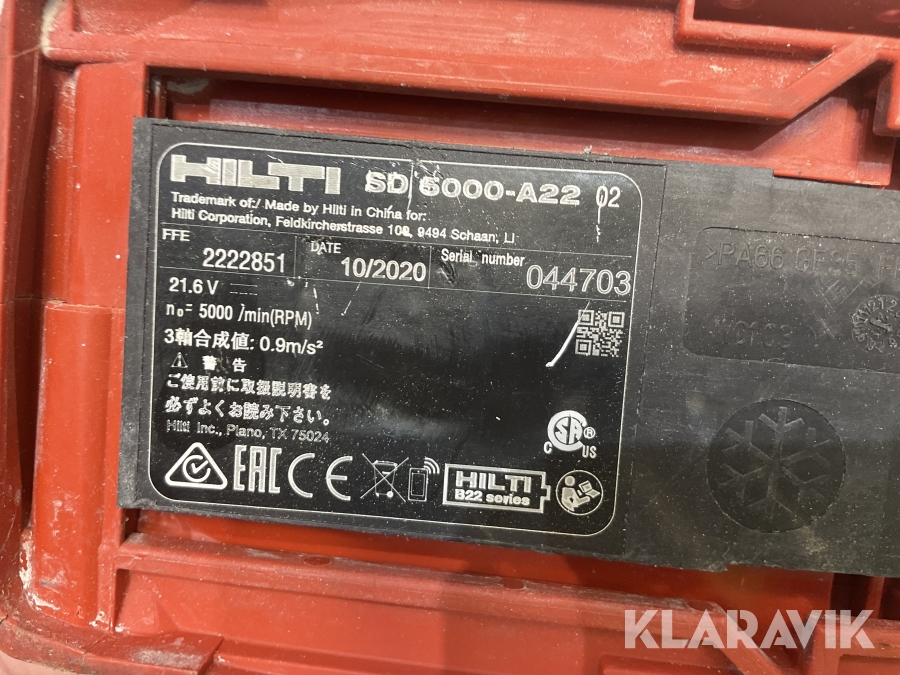 HILTI SD 5000-A22 02
Trademark of:/ Made by Hilti in China for:
Hilti Corporation, Feldkircherstrasse 100, 9494 Schaan, LI
FFE 2222851 DATE 10/2020 Serial number 044703
21.6 V
n₀= 5000 /min(RPM)
3軸合成値: 0.9m/s²
警告
ご使用前に取扱説明書を
必ずよくお読み下さい。
Hilti Inc., Plano, TX 75024
C SA ® US
EAC CE HILTI
B22 series
>PA66
KLARAVIK